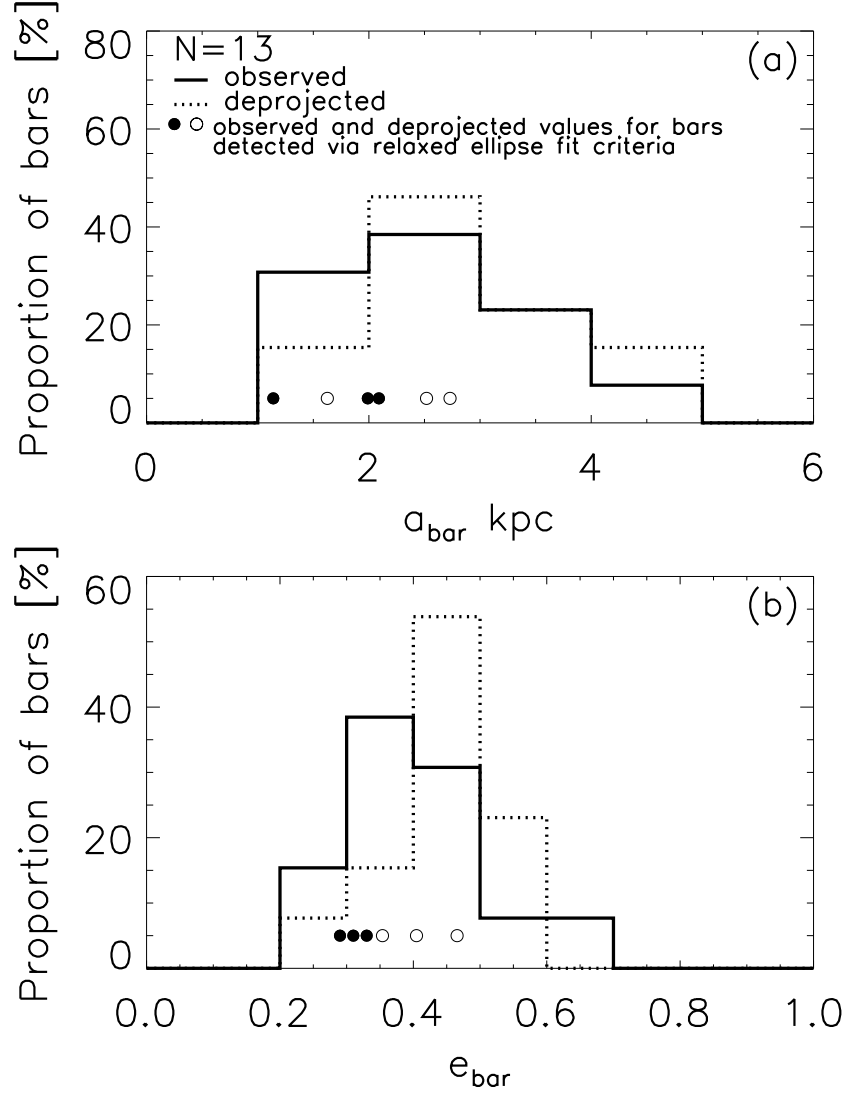 Proportion of bars [%]
80
60
40
20
0
N=13
observed
deprojected
observed and deprojected values for bars
detected via relaxed ellipse fit criteria
(a)
0 2 4 6
a_bar kpc
Proportion of bars [%]
60
40
20
0
(b)
0.0 0.2 0.4 0.6 0.8 1.0
e_bar